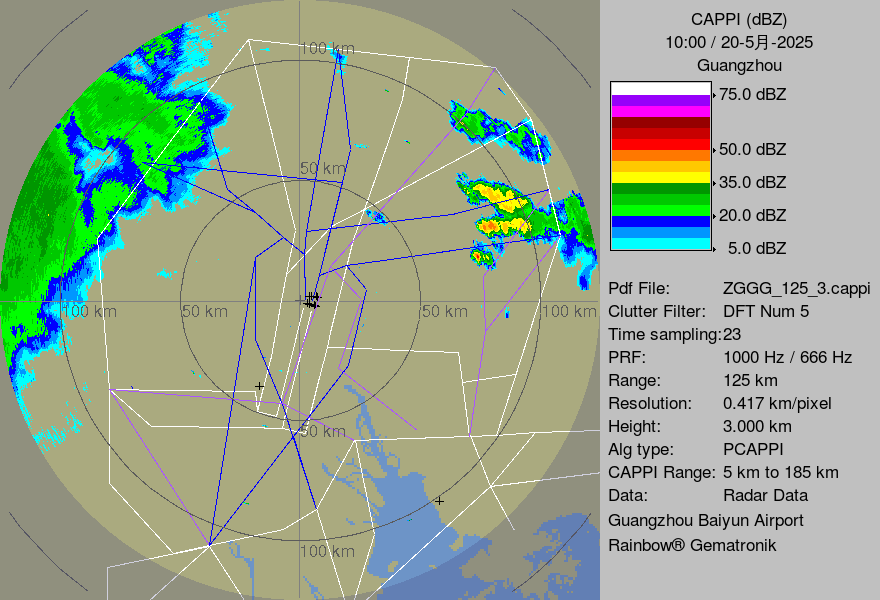 100 km
50 km
100 km
50 km
50 km
100 km
50 km
100 km
CAPPI (dBZ)
10:00 / 20-5月-2025
Guangzhou
75.0 dBZ
50.0 dBZ
35.0 dBZ
20.0 dBZ
5.0 dBZ
Pdf File: ZGGG_125_3.cappi
Clutter Filter: DFT Num 5
Time sampling:23
PRF: 1000 Hz / 666 Hz
Range: 125 km
Resolution: 0.417 km/pixel
Height: 3.000 km
Alg type: PCAPPI
CAPPI Range: 5 km to 185 km
Data: Radar Data
Guangzhou Baiyun Airport
Rainbow® Gematronik